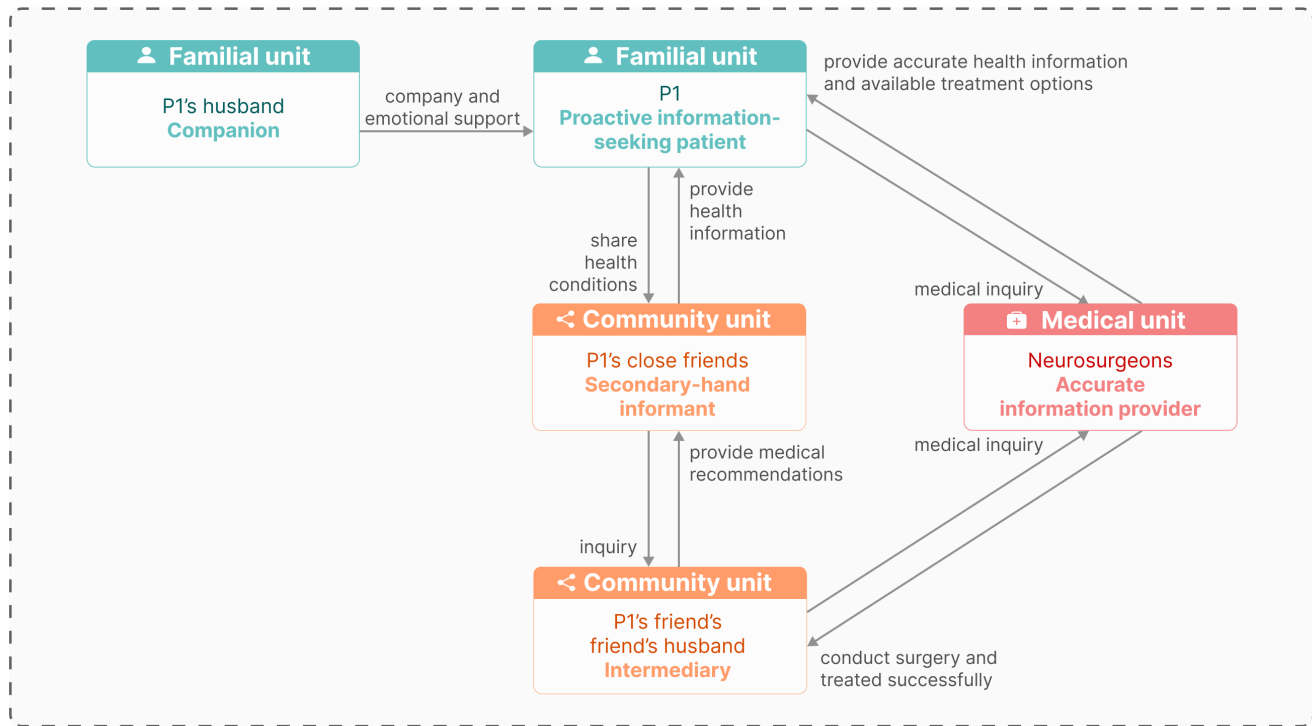 Familial unit
P1’s husband
Companion
company and
emotional support
Familial unit
P1
Proactive information-
seeking patient
provide accurate health information
and available treatment options
share
health
conditions
provide
health
information
medical inquiry
Community unit
P1’s close friends
Secondary-hand
informant
Medical unit
Neurosurgeons
Accurate
information provider
inquiry
provide medical
recommendations
medical inquiry
Community unit
P1’s friend’s
friend’s husband
Intermediary
conduct surgery and
treated successfully